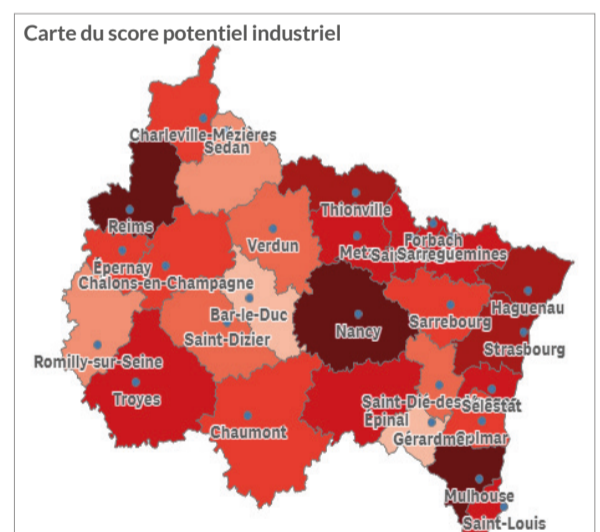 Carte du score potentiel industriel
Charleville-Mézières
Sedan
Reims
Thionville
Verdun
Forbach
Sarreguemines
Épernay
Chalons-en-Champagne
Bar-le-Duc
Haguenau
Nancy
Sarrebourg
Saint-Dizier
Strasbourg
Romilly-sur-Seine
Troyes
Sélestat
Épinal
Chaumont
Gérardmer
Mulhouse
Saint-Louis